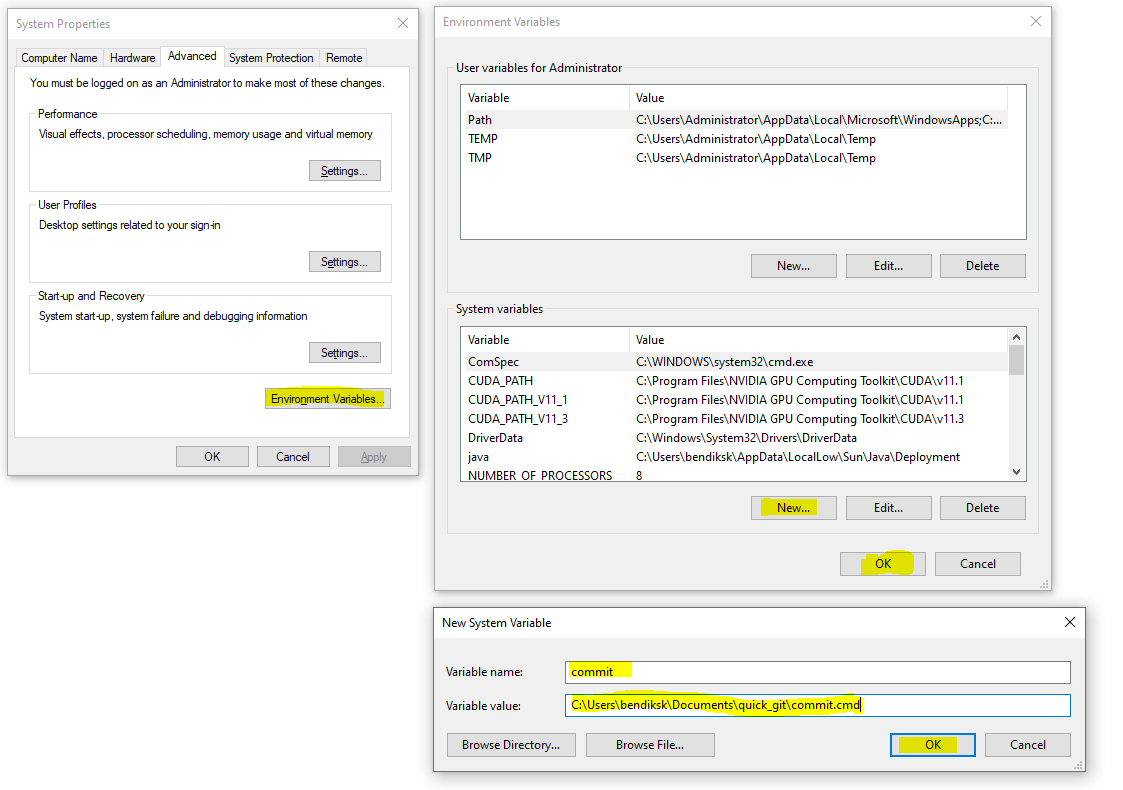 System Properties
Computer Name Hardware Advanced System Protection Remote
You must be logged on as an Administrator to make most of these changes.
Performance
Visual effects, processor scheduling, memory usage and virtual memory
Settings...
User Profiles
Desktop settings related to your sign-in
Settings...
Start-up and Recovery
System start-up, system failure and debugging information
Settings...
Environment Variables...
OK Cancel Apply
Environment Variables
User variables for Administrator
Variable Value
Path C:\Users\Administrator\AppData\Local\Microsoft\WindowsApps;C:...
TEMP C:\Users\Administrator\AppData\Local\Temp
TMP C:\Users\Administrator\AppData\Local\Temp
New... Edit... Delete
System variables
Variable Value
ComSpec C:\WINDOWS\system32\cmd.exe
CUDA_PATH C:\Program Files\NVIDIA GPU Computing Toolkit\CUDA\v11.1
CUDA_PATH_V11_1 C:\Program Files\NVIDIA GPU Computing Toolkit\CUDA\v11.1
CUDA_PATH_V11_3 C:\Program Files\NVIDIA GPU Computing Toolkit\CUDA\v11.3
DriverData C:\Windows\System32\Drivers\DriverData
java C:\Users\bendiksk\AppData\LocalLow\Sun\Java\Deployment
NUMBER_OF_PROCESSORS 8
New... Edit... Delete
OK Cancel
New System Variable
Variable name: commit
Variable value: C:\Users\bendiksk\Documents\quick_git\commit.cmd
Browse Directory... Browse File... OK Cancel